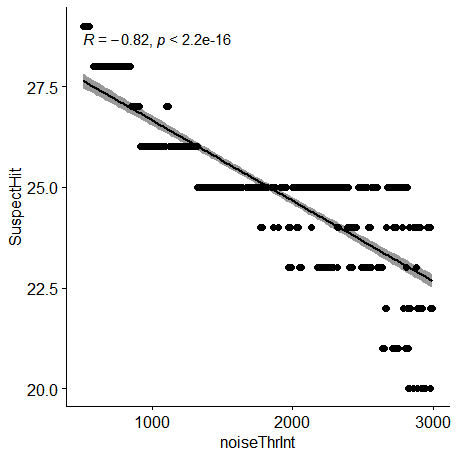 R = −0.82, p < 2.2e-16
27.5
25.0
22.5
20.0
SuspectHit
1000 2000 3000
noiseThrInt